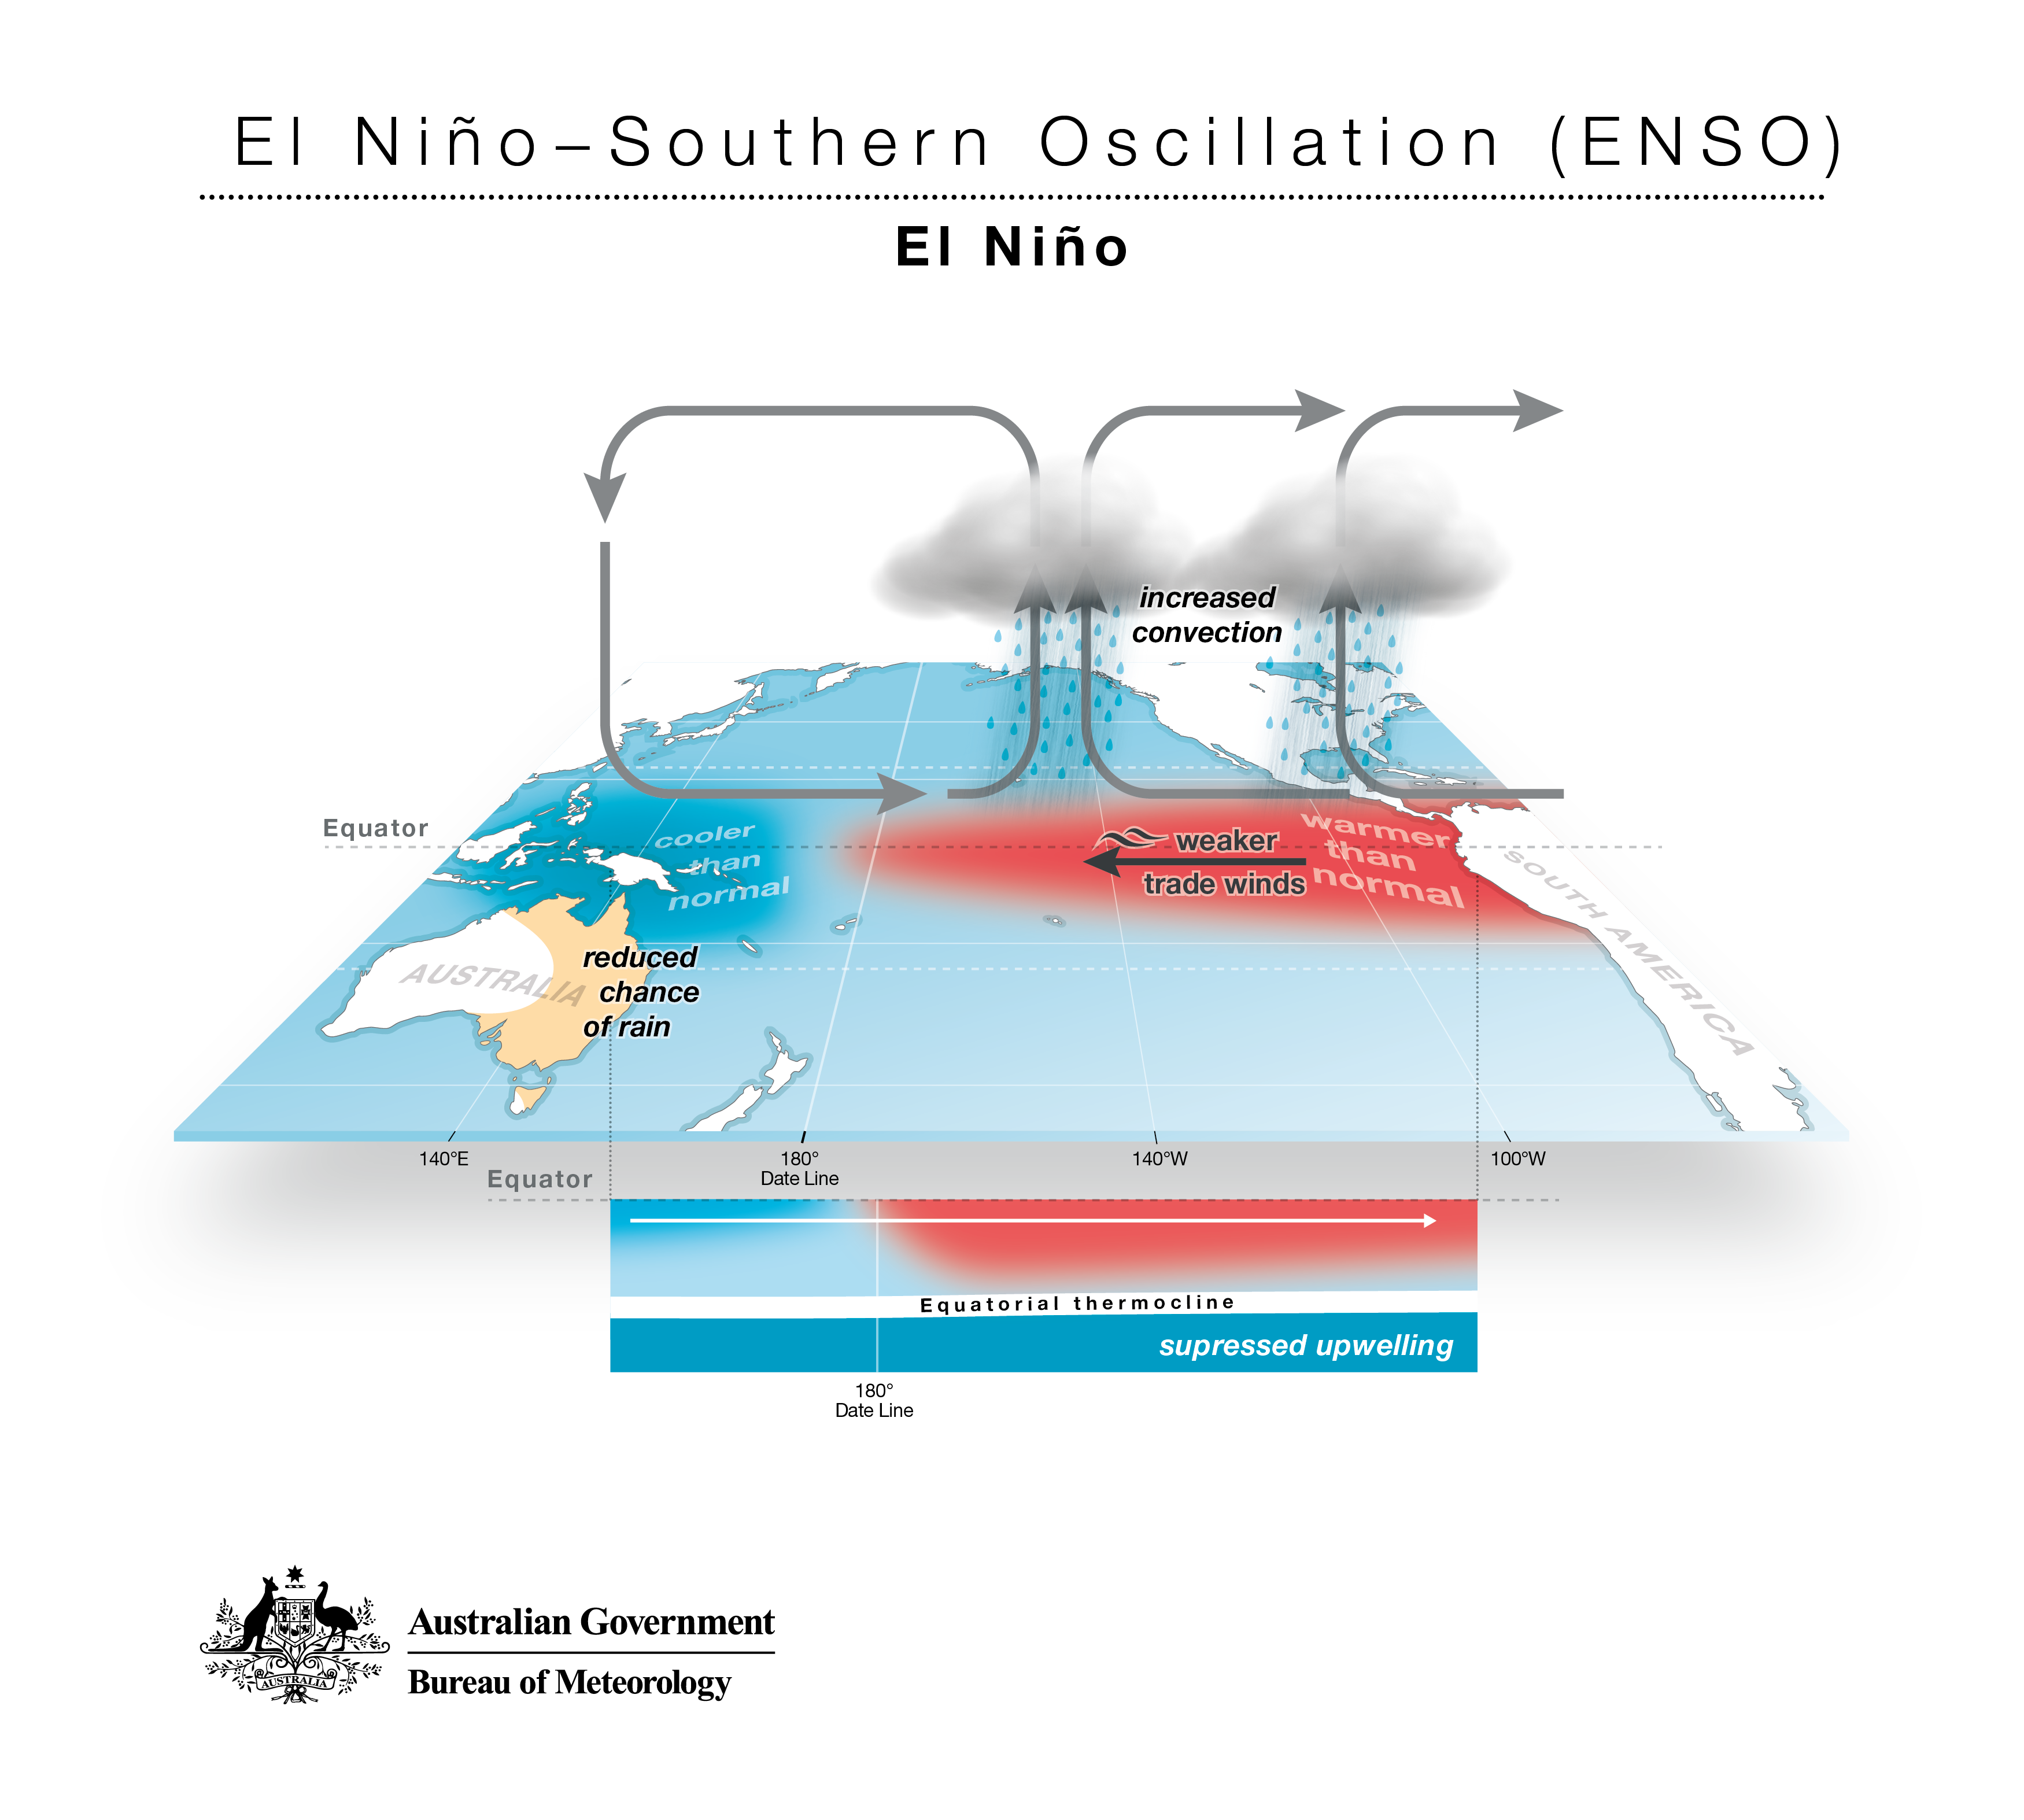 El Niño–Southern Oscillation (ENSO)
El Niño
increased
convection
Equator
cooler
than
normal
weaker
trade winds
warmer
than
normal
SOUTH AMERICA
AUSTRALIA
reduced
chance
of rain
140°E
180°
Date Line
140°W
100°W
Equator
Equatorial thermocline
supressed upwelling
180°
Date Line
AUSTRALIA
Australian Government
Bureau of Meteorology